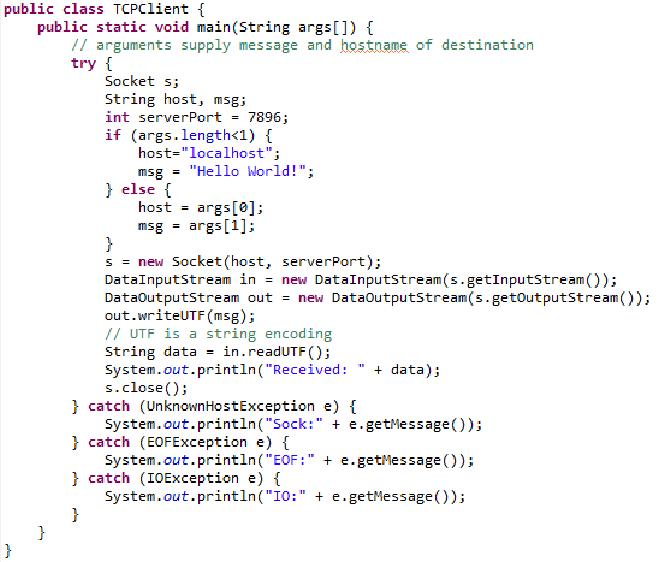 public class TCPClient {
    public static void main(String args[]) {
        // arguments supply message and hostname of destination
        try {
            Socket s;
            String host, msg;
            int serverPort = 7896;
            if (args.length<1) {
                host="localhost";
                msg = "Hello World!";
            } else {
                host = args[0];
                msg = args[1];
            }
            s = new Socket(host, serverPort);
            DataInputStream in = new DataInputStream(s.getInputStream());
            DataOutputStream out = new DataOutputStream(s.getOutputStream());
            out.writeUTF(msg);
            // UTF is a string encoding
            String data = in.readUTF();
            System.out.println("Received: " + data);
            s.close();
        } catch (UnknownHostException e) {
            System.out.println("Sock:" + e.getMessage());
        } catch (EOFException e) {
            System.out.println("EOF:" + e.getMessage());
        } catch (IOException e) {
            System.out.println("IO:" + e.getMessage());
        }
    }
}